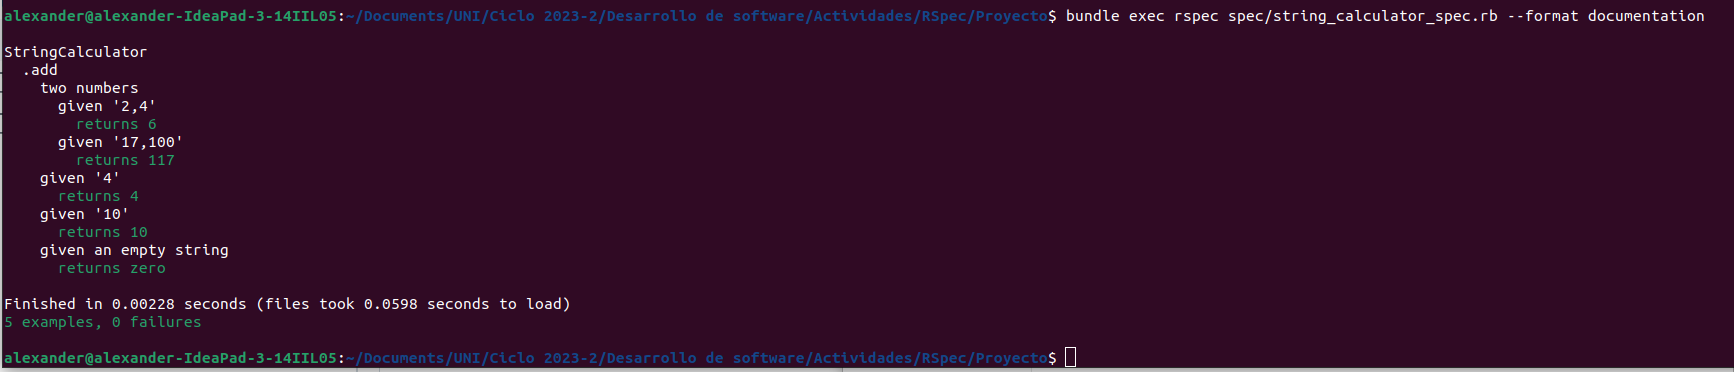 alexander@alexander-IdeaPad-3-14IIL05:~/Documents/UNI/Ciclo 2023-2/Desarrollo de software/Actividades/RSpec/Proyecto$ bundle exec rspec spec/string_calculator_spec.rb --format documentation
StringCalculator
.add
two numbers
given '2,4'
returns 6
given '17,100'
returns 117
given '4'
returns 4
given '10'
returns 10
given an empty string
returns zero
Finished in 0.00228 seconds (files took 0.0598 seconds to load)
5 examples, 0 failures
alexander@alexander-IdeaPad-3-14IIL05:~/Documents/UNI/Ciclo 2023-2/Desarrollo de software/Actividades/RSpec/Proyecto$